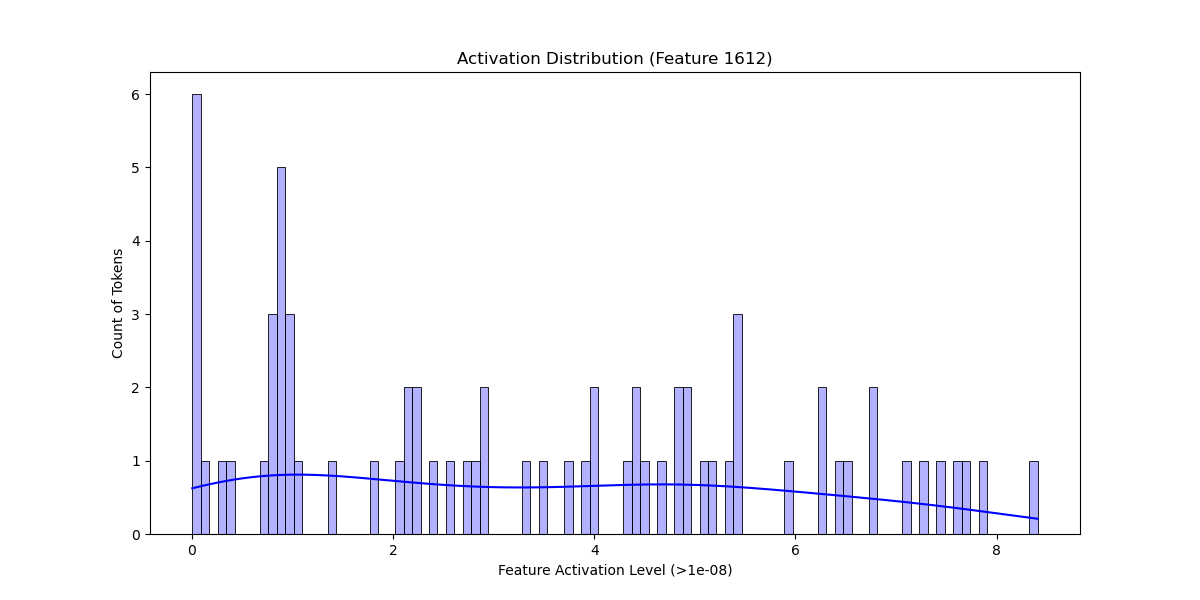 Activation Distribution (Feature 1612)
6
5
4
3
2
1
0
Count of Tokens
0 2 4 6 8
Feature Activation Level (>1e-08)